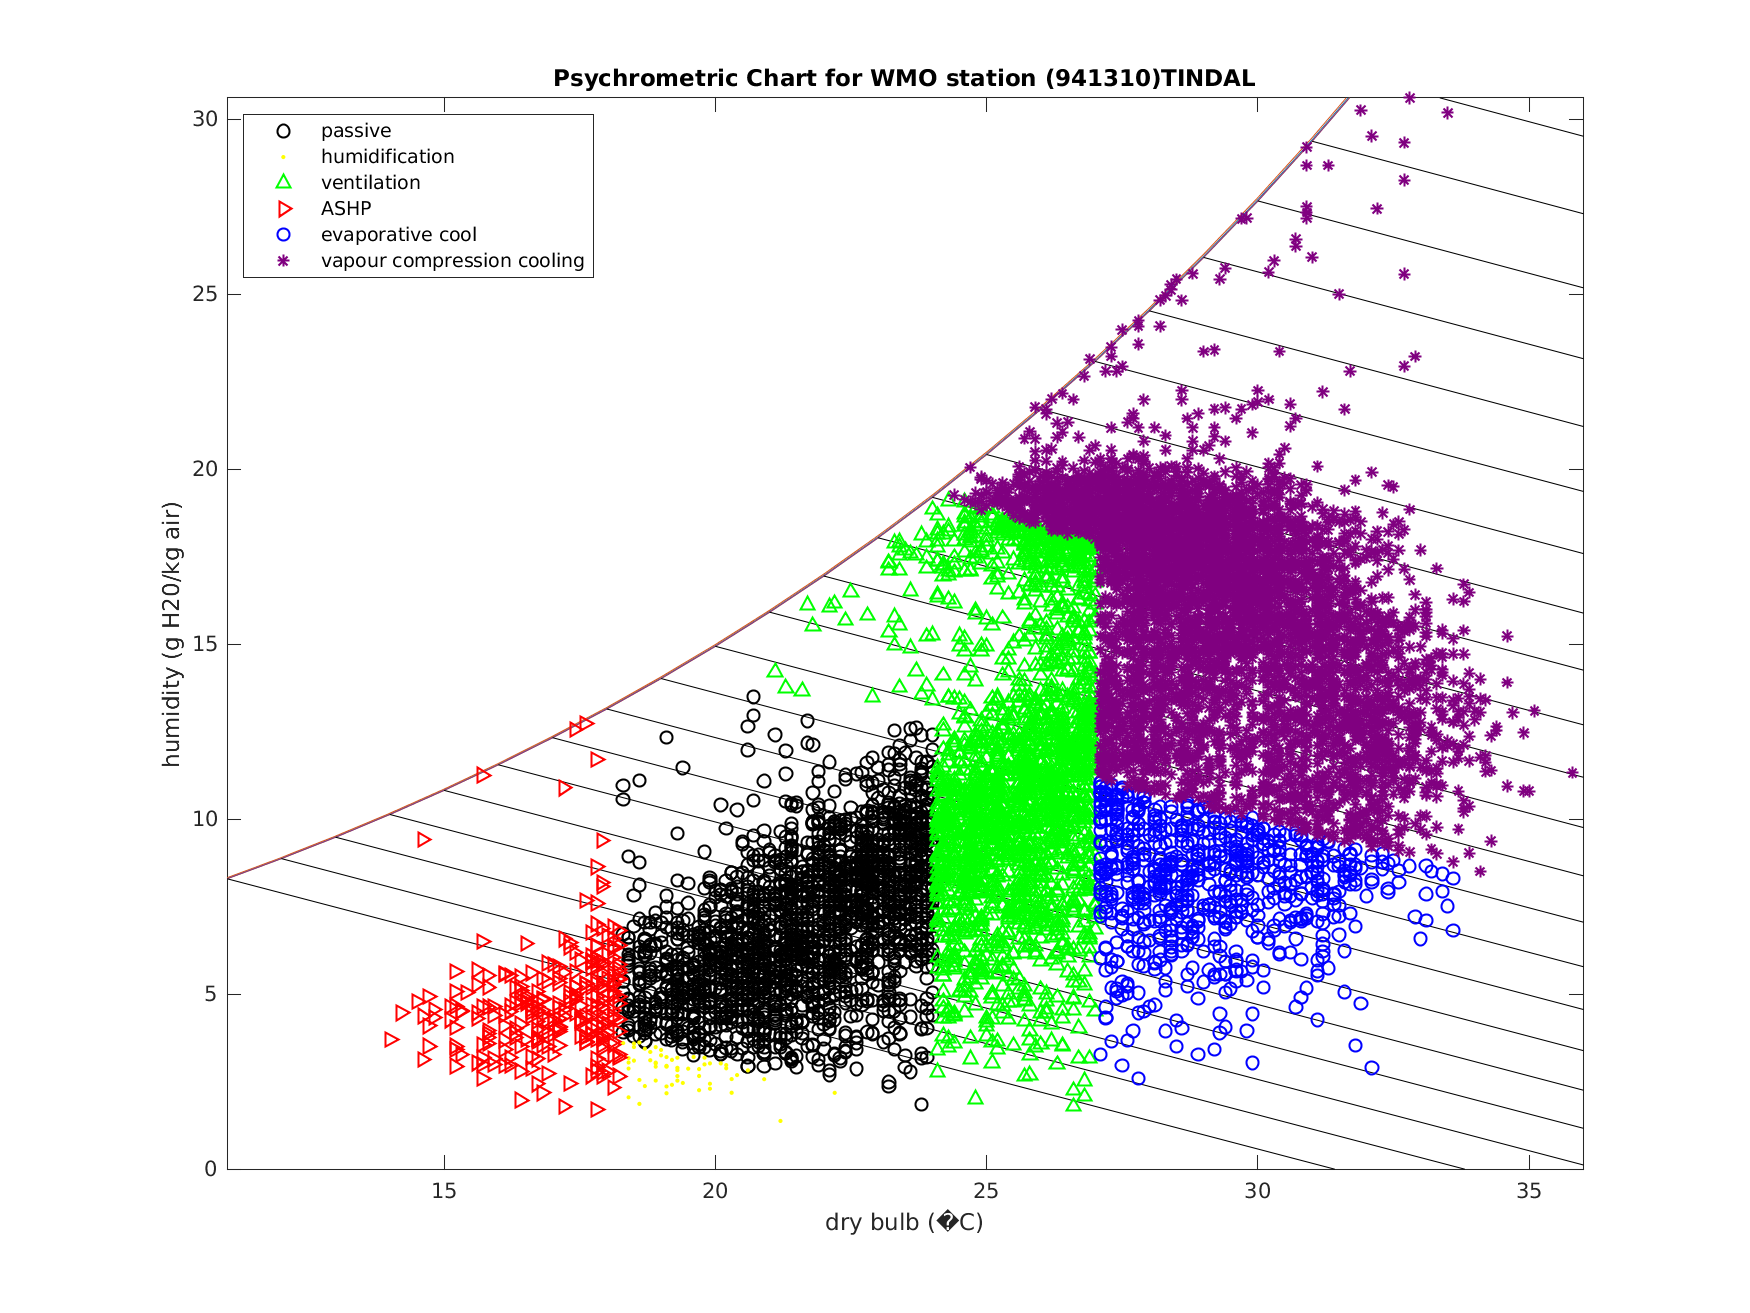 Psychrometric Chart for WMO station (941310)TINDAL
30
25
20
15
10
5
0
humidity (g H20/kg air)
passive
humidification
ventilation
ASHP
evaporative cool
vapour compression cooling
15
20
25
30
35
dry bulb (�C)